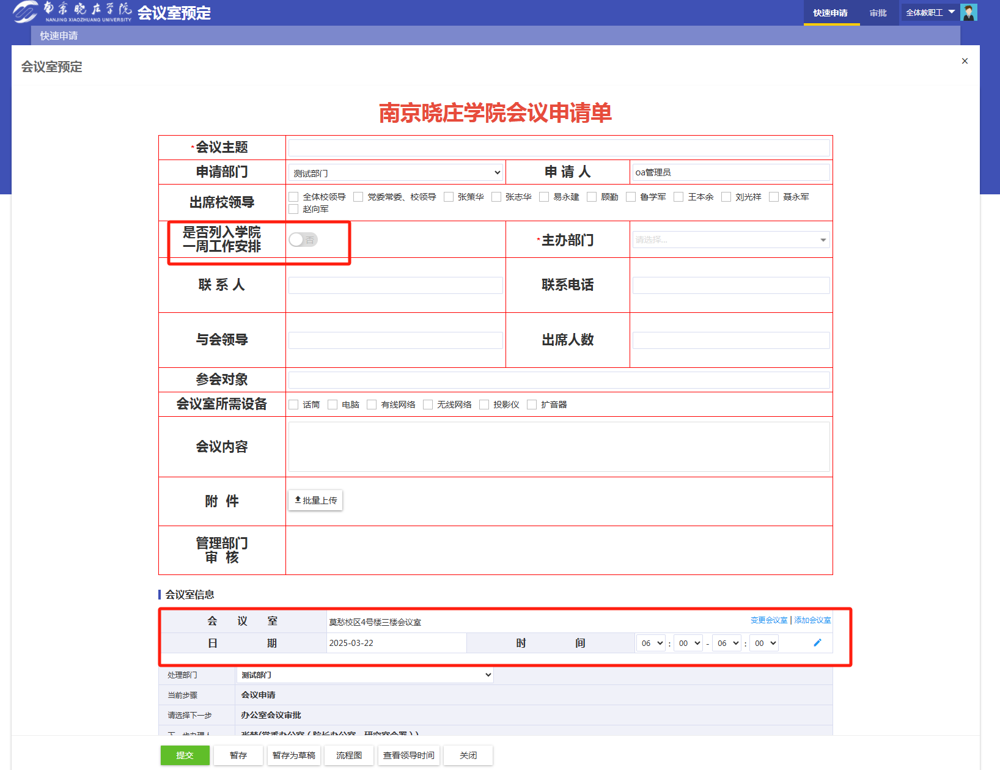 南京晓庄学院 会议室预定
NANJING XIAOZHUANG UNIVERSITY
快速申请 审批 全体教职工
快速申请
会议室预定 ×
南京晓庄学院会议申请单
*会议主题
申请部门 测试部门 申 请 人 oa管理员
出席校领导 全体校领导 党委常委、校领导 张策华 张志华 易永建 顾勤 鲁学军 王本余 刘光祥 聂永军
赵向军
是否列入学院
一周工作安排 否 *主办部门 请选择...
联 系 人 联系电话
与会领导 出席人数
参会对象
会议室所需设备 话筒 电脑 有线网络 无线网络 投影仪 扩音器
会议内容
附 件 批量上传
管理部门
审 核
会议室信息
会 议 室 莫愁校区4号楼三楼会议室 变更会议室 | 添加会议室
日 期 2025-03-22 时 间 06 : 00 - 06 : 00
处理部门 测试部门
当前步骤 会议申请
请选择下一步 办公室会议审批
提交 暂存 暂存为草稿 流程图 查看领导时间 关闭